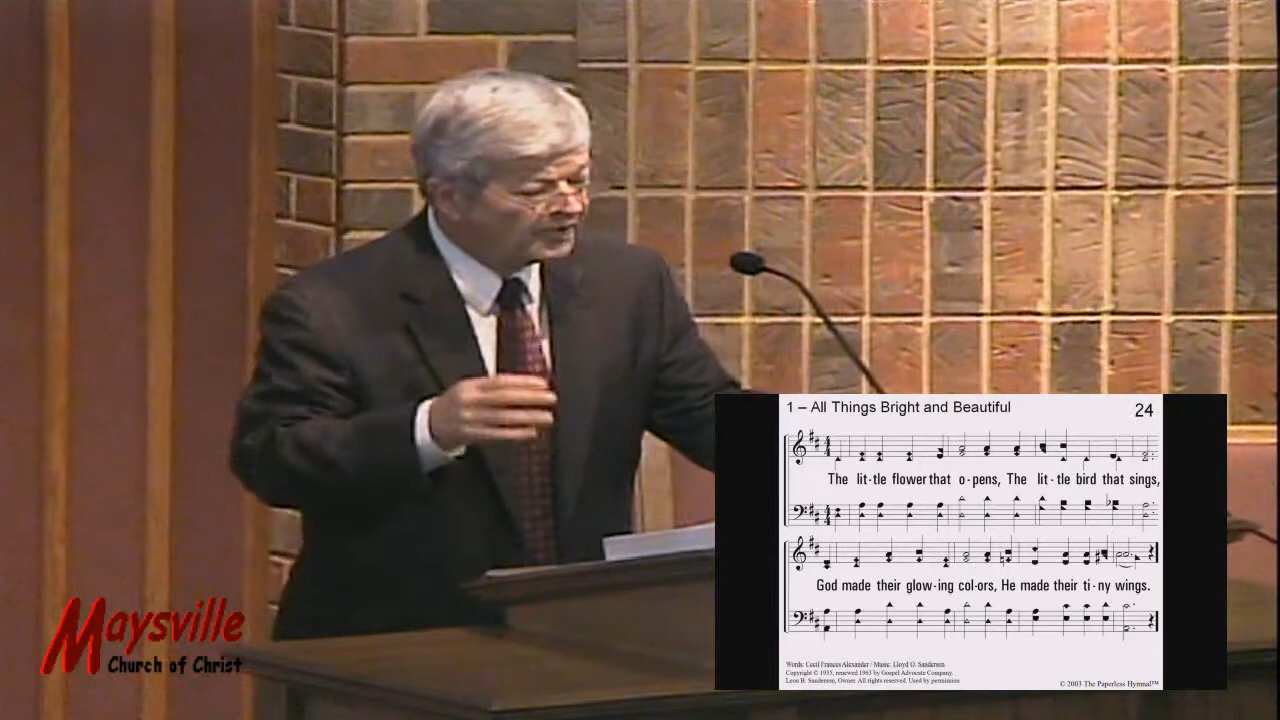 1 – All Things Bright and Beautiful
24
The lit-tle flower that o-pens, The lit-tle bird that sings,
God made their glow-ing col-ors, He made their ti-ny wings.
Words: Cecil Frances Alexander / Music: Lloyd O. Sanderson
Copyright © 1935, renewed 1963 by Gospel Advocate Company.
Leon B. Sanderson, Owner. All rights reserved. Used by permission
© 2003 The Paperless Hymnal™
Maysville
Church of Christ